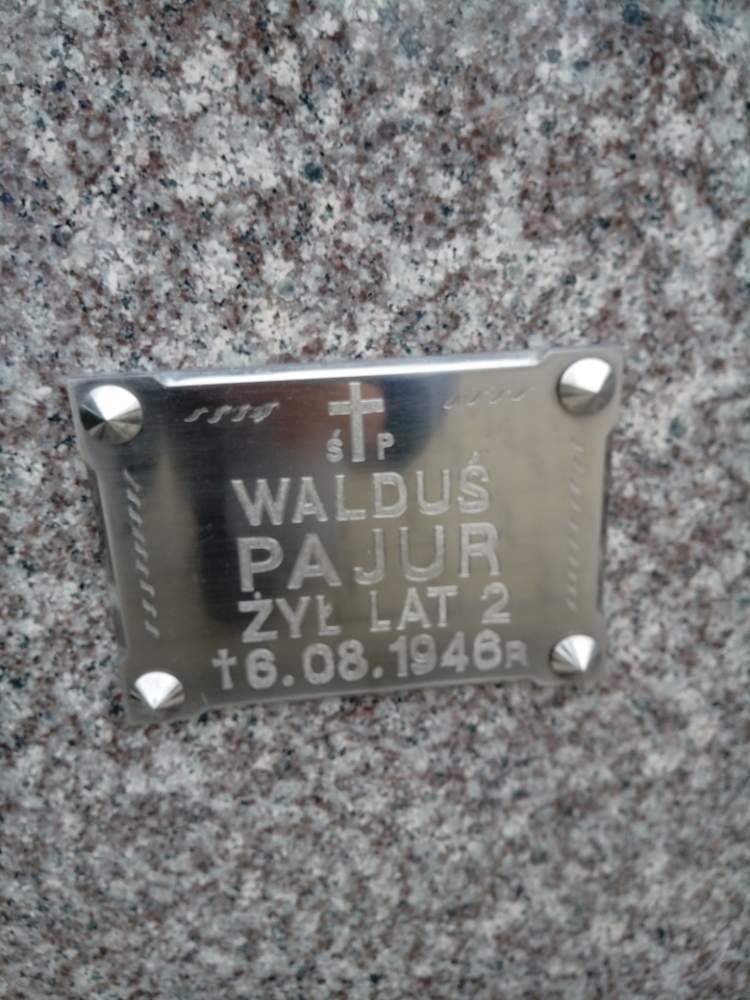 Ś P
WALDUŚ
PAJUR
ŻYŁ LAT 2
†6.08.1946R